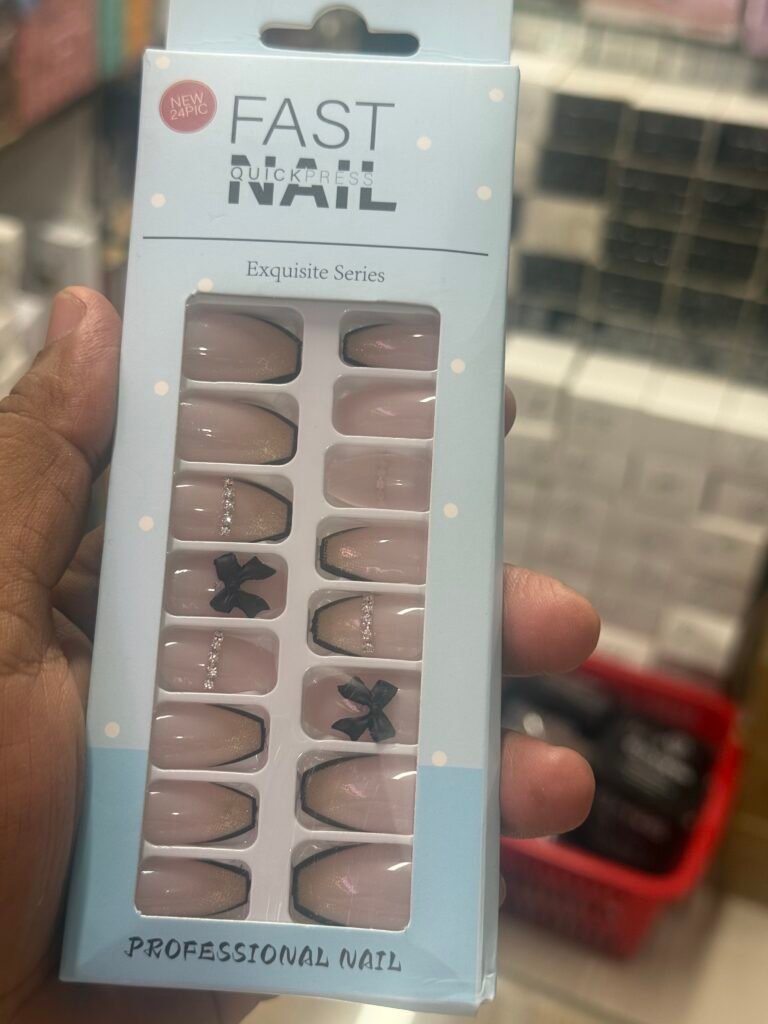 NEW
24PIC
FAST
QUICKPRESS
NAIL
Exquisite Series
PROFESSIONAL NAIL